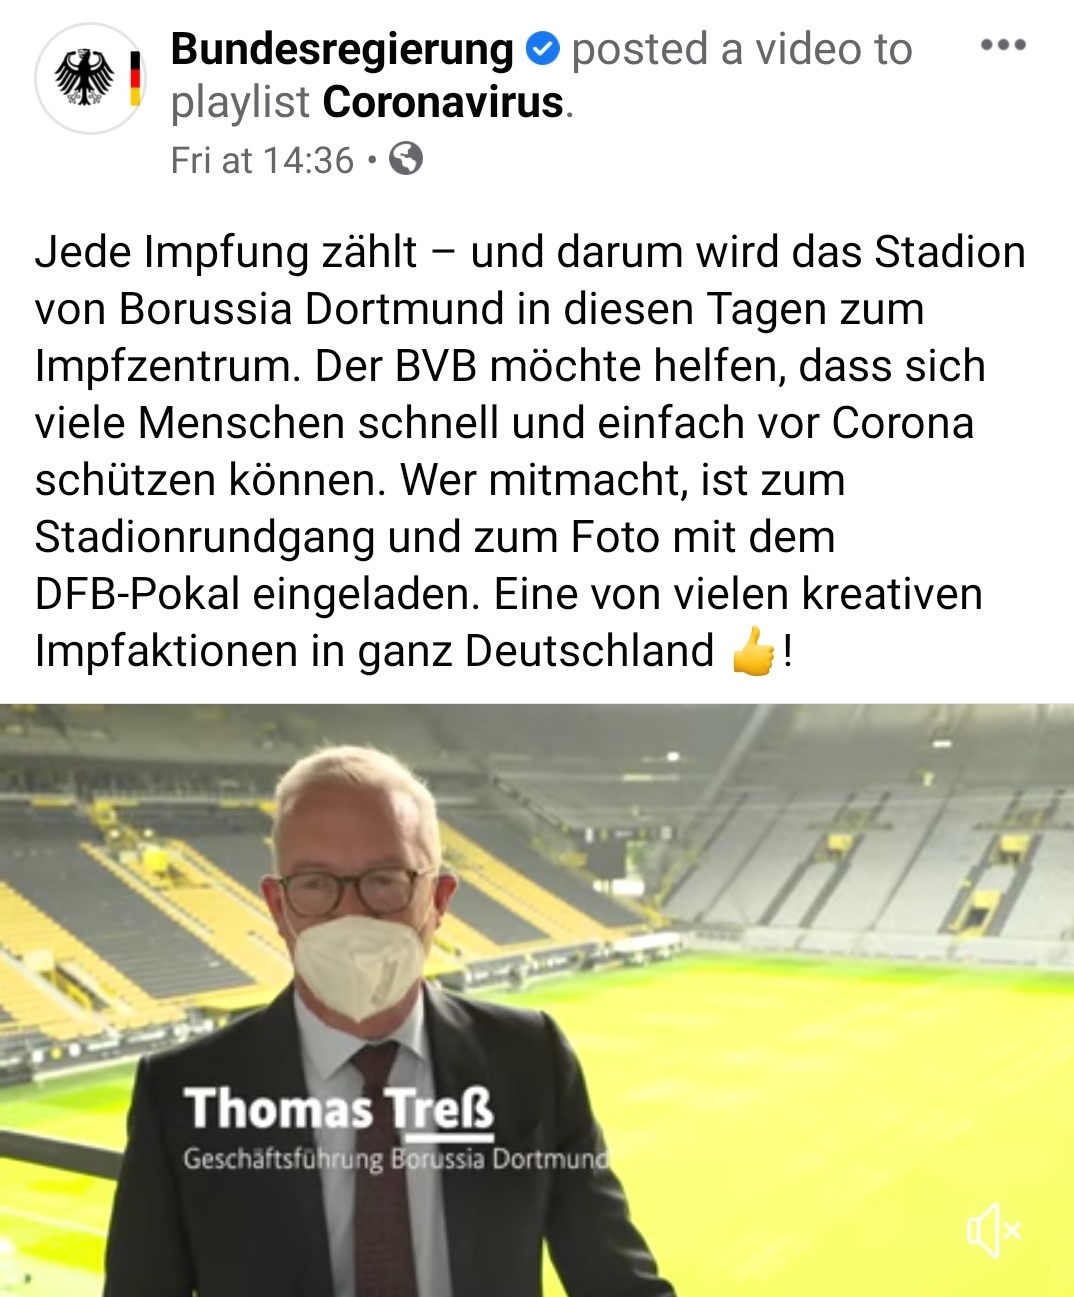 Bundesregierung posted a video to
playlist Coronavirus.
Fri at 14:36 •
Jede Impfung zählt – und darum wird das Stadion
von Borussia Dortmund in diesen Tagen zum
Impfzentrum. Der BVB möchte helfen, dass sich
viele Menschen schnell und einfach vor Corona
schützen können. Wer mitmacht, ist zum
Stadionrundgang und zum Foto mit dem
DFB-Pokal eingeladen. Eine von vielen kreativen
Impfaktionen in ganz Deutschland 👍!
Thomas Treß
Geschäftsführung Borussia Dortmund